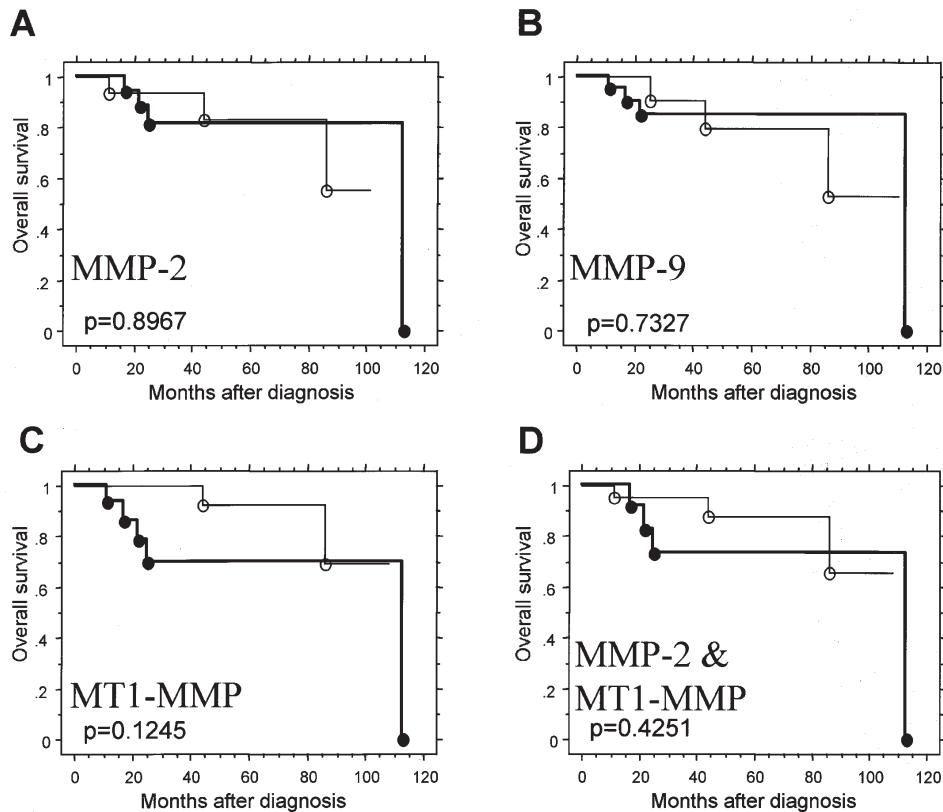 A
Overall survival
1
.8
.6
.4
.2
0
MMP-2
p=0.8967
0 20 40 60 80 100 120
Months after diagnosis
B
Overall survival
1
.8
.6
.4
.2
0
MMP-9
p=0.7327
0 20 40 60 80 100 120
Months after diagnosis
C
Overall survival
1
.8
.6
.4
.2
0
MT1-MMP
p=0.1245
0 20 40 60 80 100 120
Months after diagnosis
D
Overall survival
1
.8
.6
.4
.2
0
MMP-2 &
MT1-MMP
p=0.4251
0 20 40 60 80 100 120
Months after diagnosis